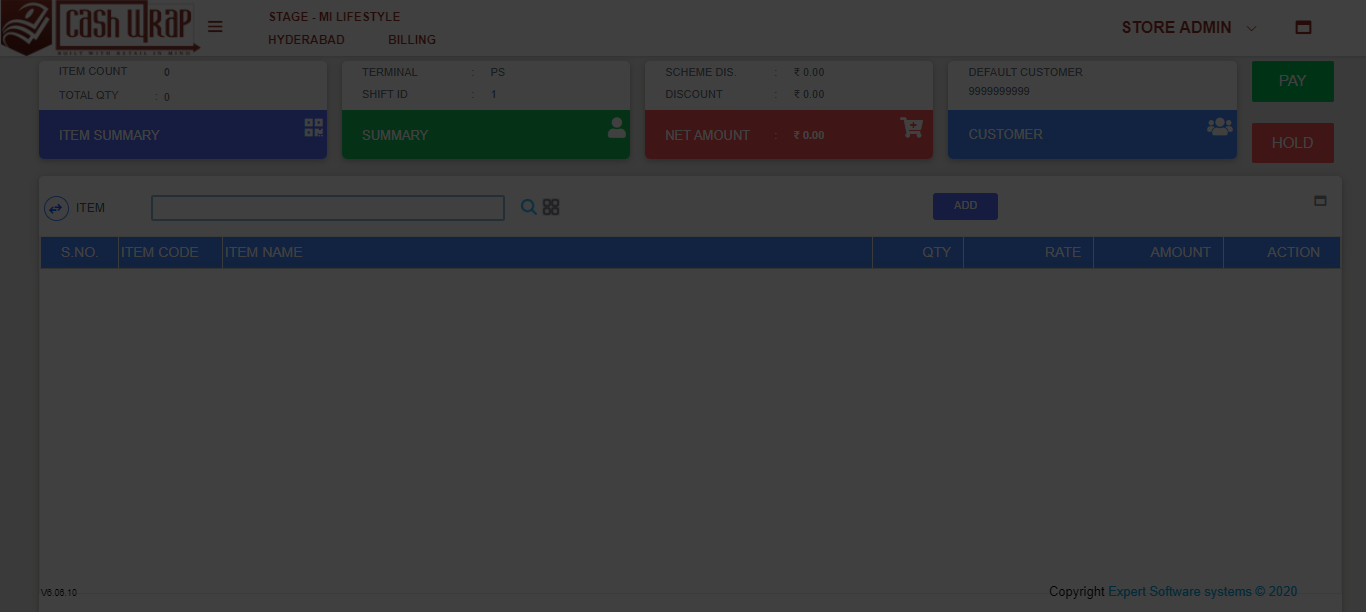 Cash Wrap
BUILT WITH RETAIL IN MIND
STAGE - MI LIFESTYLE
HYDERABAD BILLING
STORE ADMIN
ITEM COUNT 0
TOTAL QTY : 0
ITEM SUMMARY
TERMINAL : PS
SHIFT ID : 1
SUMMARY
SCHEME DIS. : ₹ 0.00
DISCOUNT : ₹ 0.00
NET AMOUNT : ₹ 0.00
DEFAULT CUSTOMER
9999999999
CUSTOMER
PAY
HOLD
ITEM
ADD
S.NO. ITEM CODE ITEM NAME QTY RATE AMOUNT ACTION
V6.06.10
Copyright Expert Software systems © 2020